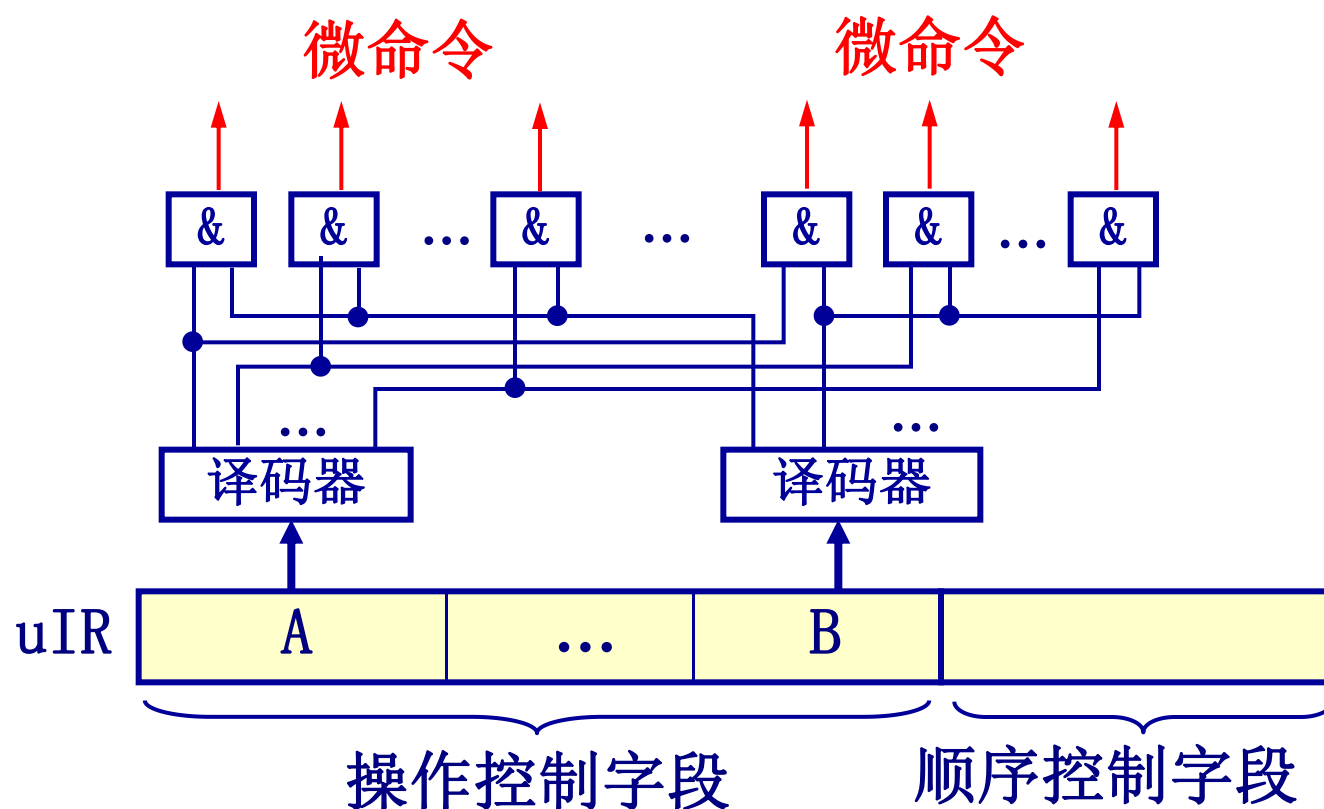 微命令 微命令
& & … & … & & … &
… …
译码器 译码器
uIR A … B
操作控制字段 顺序控制字段